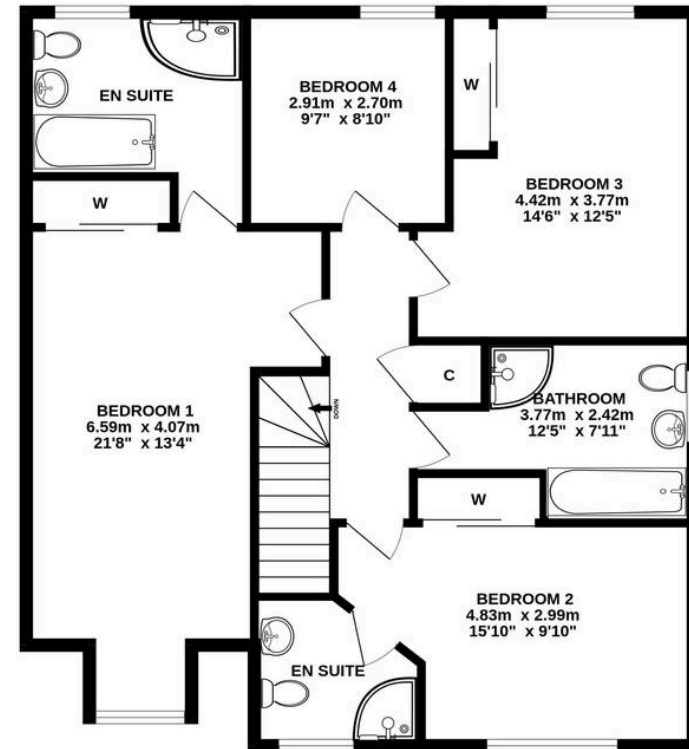 EN SUITE
W
BEDROOM 4
2.91m x 2.70m
9'7" x 8'10"
W
BEDROOM 3
4.42m x 3.77m
14'6" x 12'5"
BEDROOM 1
6.59m x 4.07m
21'8" x 13'4"
DOWN
C
BATHROOM
3.77m x 2.42m
12'5" x 7'11"
W
BEDROOM 2
4.83m x 2.99m
15'10" x 9'10"
EN SUITE